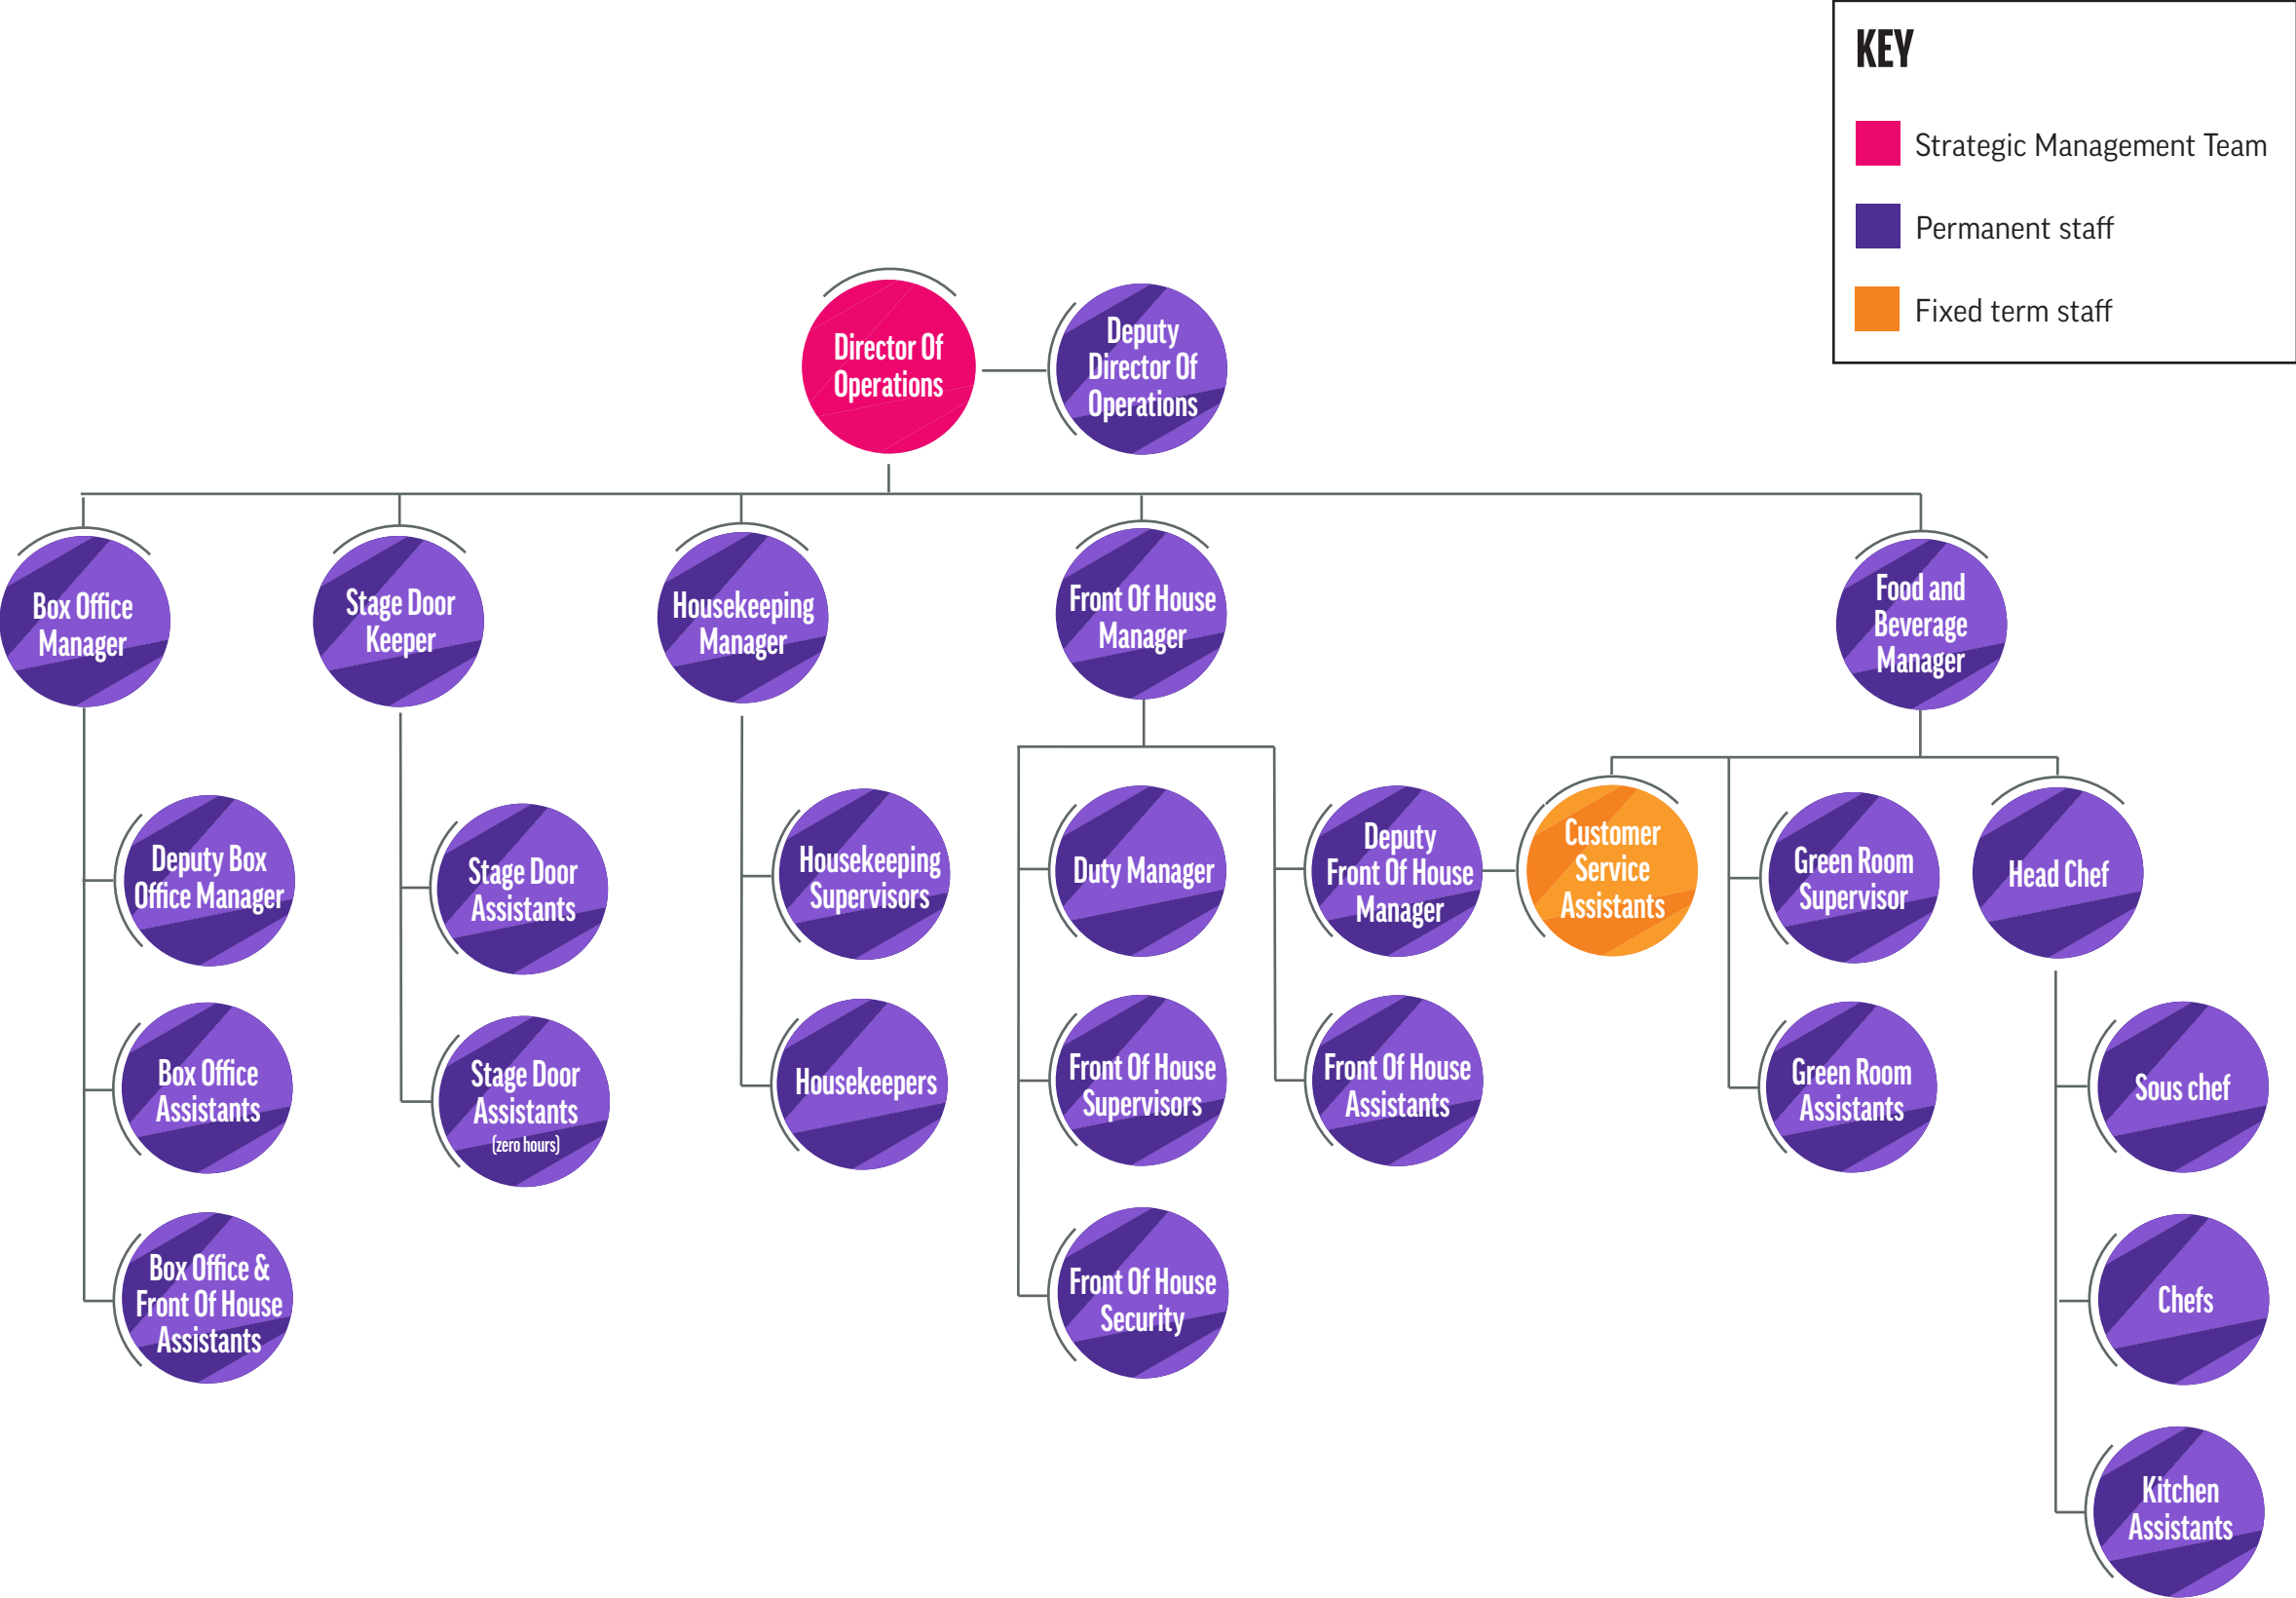 KEY
Strategic Management Team
Permanent staff
Fixed term staff
Director Of
Operations
Deputy
Director Of
Operations
Box Office
Manager
Stage Door
Keeper
Housekeeping
Manager
Front Of House
Manager
Food and
Beverage
Manager
Deputy Box
Office Manager
Stage Door
Assistants
Housekeeping
Supervisors
Duty Manager
Deputy
Front Of House
Manager
Customer
Service
Assistants
Green Room
Supervisor
Head Chef
Box Office
Assistants
Stage Door
Assistants
(zero hours)
Housekeepers
Front Of House
Supervisors
Front Of House
Assistants
Green Room
Assistants
Sous chef
Box Office &
Front Of House
Assistants
Front Of House
Security
Chefs
Kitchen
Assistants